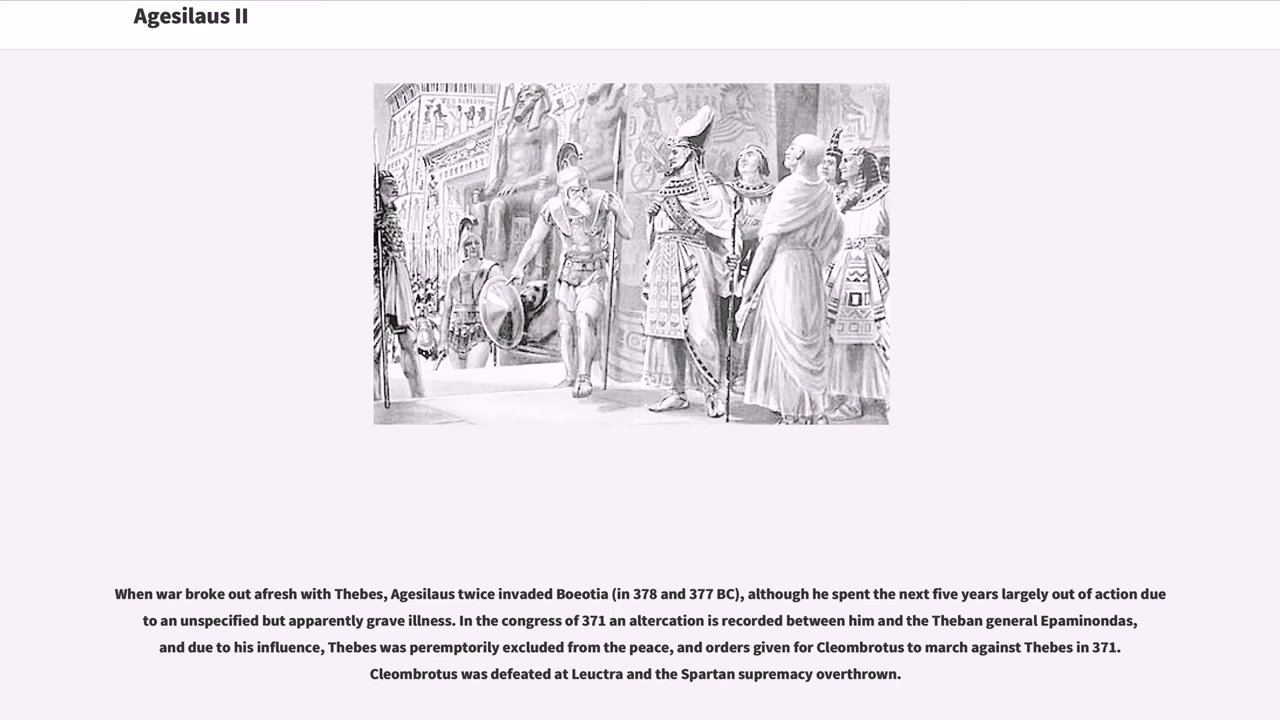 Agesilaus II
When war broke out afresh with Thebes, Agesilaus twice invaded Boeotia (in 378 and 377 BC), although he spent the next five years largely out of action due
to an unspecified but apparently grave illness. In the congress of 371 an altercation is recorded between him and the Theban general Epaminondas,
and due to his influence, Thebes was peremptorily excluded from the peace, and orders given for Cleombrotus to march against Thebes in 371.
Cleombrotus was defeated at Leuctra and the Spartan supremacy overthrown.